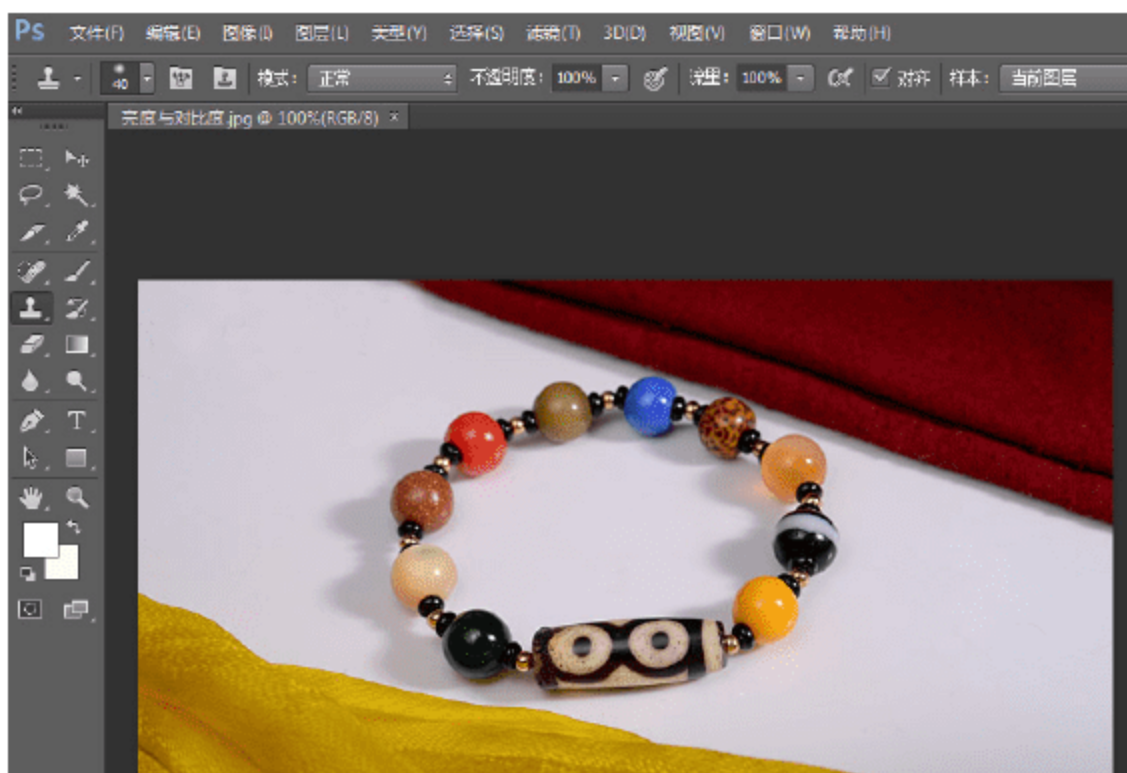 Ps 文件(F) 编辑(E) 图像(I) 图层(L) 类型(Y) 选择(S) 滤镜(T) 3D(D) 视图(V) 窗口(W) 帮助(H)
40 模式: 正常 不透明度: 100% 流量: 100% 对齐 样本: 当前图层
亮度与对比度.jpg @ 100%(RGB/8) ×
T